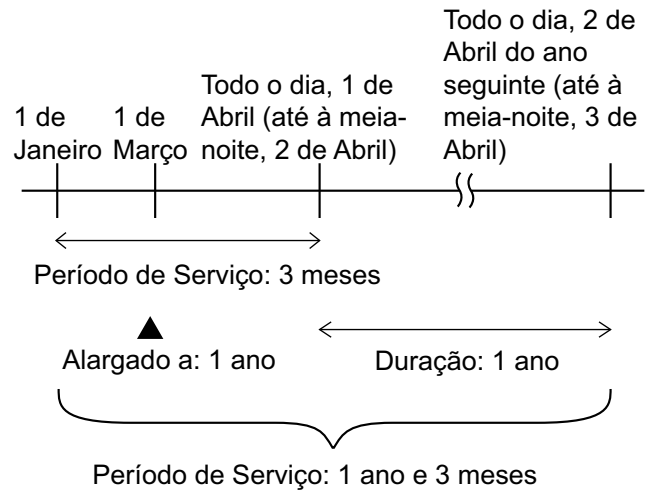 1 de
Janeiro
1 de
Março
Todo o dia, 1 de
Abril (até à meia-
noite, 2 de Abril)
Todo o dia, 2 de
Abril do ano
seguinte (até à
meia-noite, 3 de
Abril)
Período de Serviço: 3 meses
Alargado a: 1 ano
Duração: 1 ano
Período de Serviço: 1 ano e 3 meses